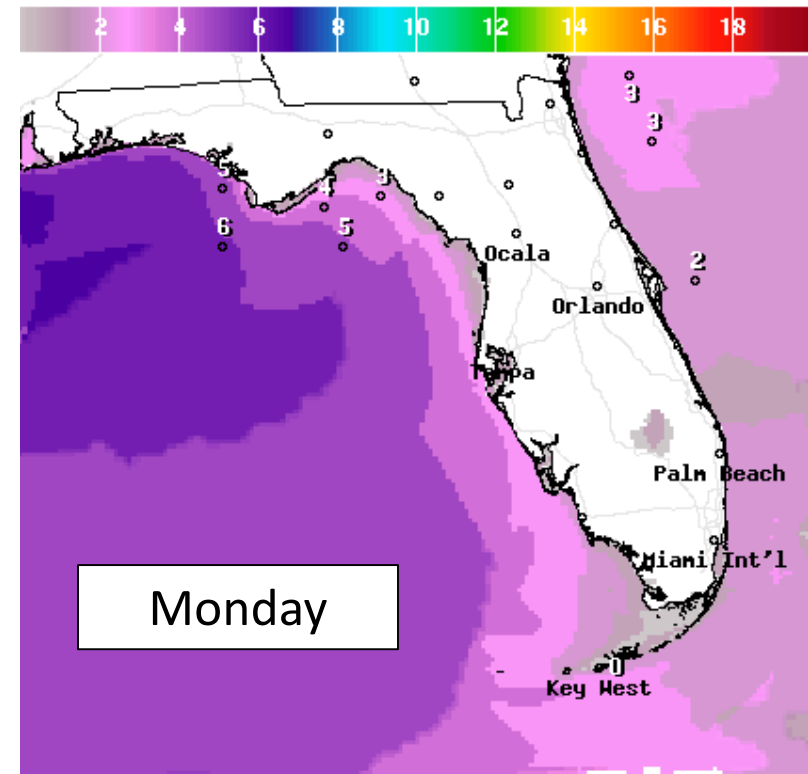 2 4 6 8 10 12 14 16 18
3
3
5 4 3
6 5
Ocala
2
Orlando
Tampa
Palm Beach
Miami Int'l
Monday
0
Key West